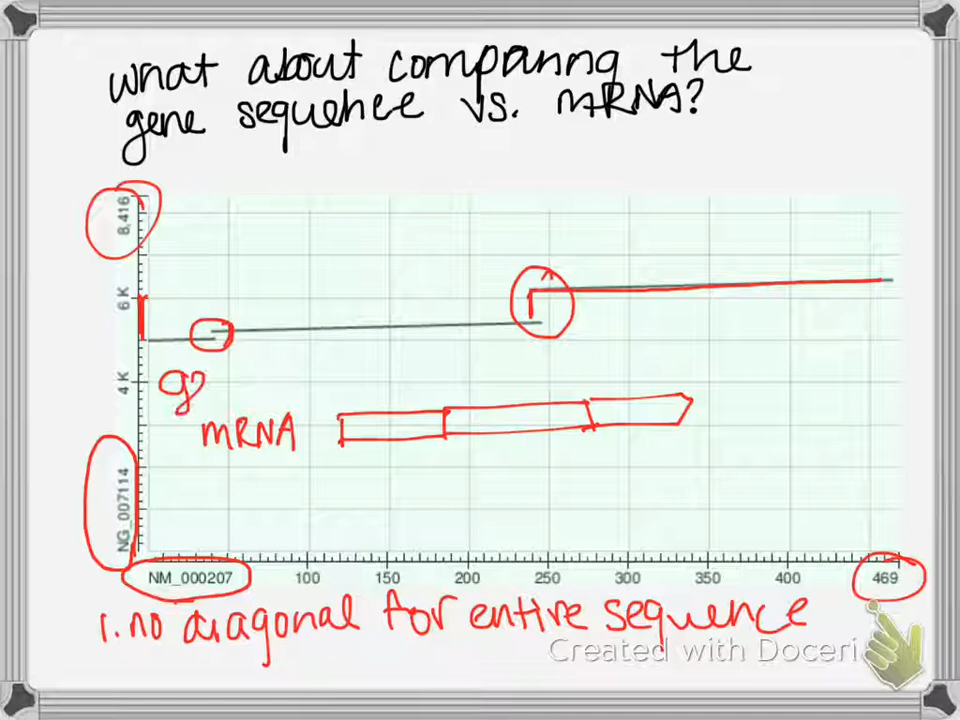 what about comparing the
gene sequence vs. mRNA?
8,416
6 K
4 K
NG_007114
g
mRNA
NM_000207 100 150 200 250 300 350 400 469
1. no diagonal for entire sequence
Created with Doceri